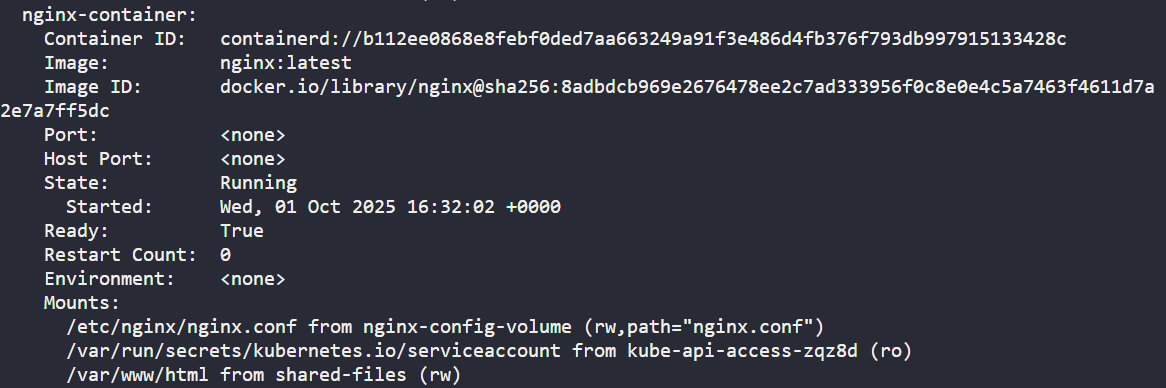 nginx-container:
Container ID: containerd://b112ee0868e8febf0ded7aa663249a91f3e486d4fb376f793db997915133428c
Image: nginx:latest
Image ID: docker.io/library/nginx@sha256:8adbdcb969e2676478ee2c7ad333956f0c8e0e4c5a7463f4611d7a
2e7a7ff5dc
Port: <none>
Host Port: <none>
State: Running
Started: Wed, 01 Oct 2025 16:32:02 +0000
Ready: True
Restart Count: 0
Environment: <none>
Mounts:
/etc/nginx/nginx.conf from nginx-config-volume (rw,path="nginx.conf")
/var/run/secrets/kubernetes.io/serviceaccount from kube-api-access-zqz8d (ro)
/var/www/html from shared-files (rw)